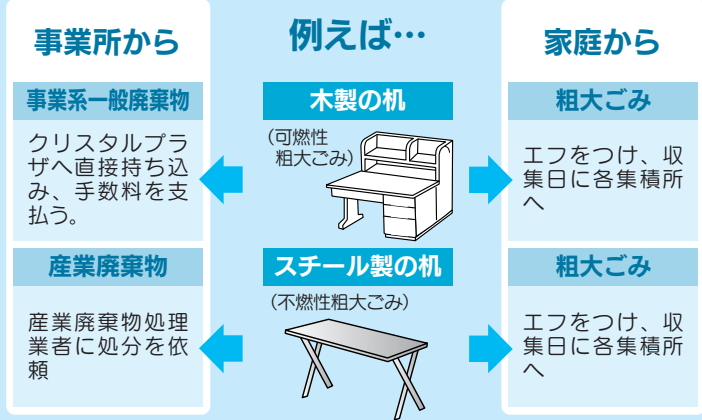 事業所から
事業系一般廃棄物
クリスタルプラ
ザへ直接持ち込
み、手数料を支
払う。
産業廃棄物
産業廃棄物処理
業者に処分を依
頼
例えば…
木製の机
(可燃性
粗大ごみ)
スチール製の机
(不燃性粗大ごみ)
家庭から
粗大ごみ
エフをつけ、収
集日に各集積所
へ
粗大ごみ
エフをつけ、収
集日に各集積所
へ